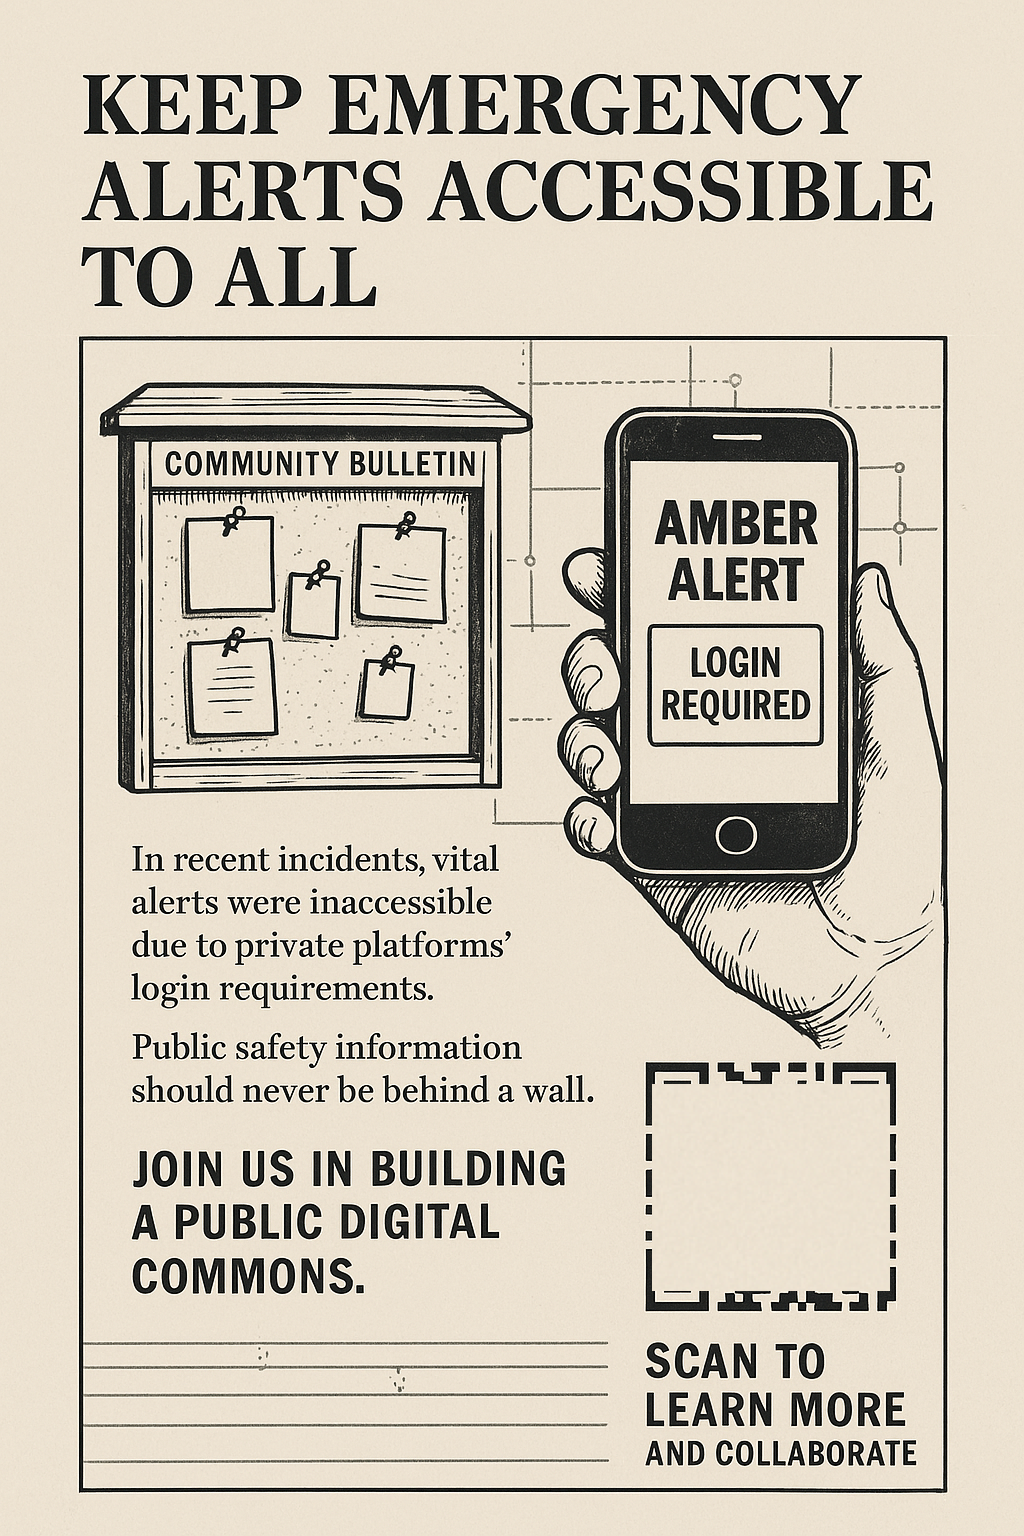 KEEP EMERGENCY
ALERTS ACCESSIBLE
TO ALL
COMMUNITY BULLETIN
AMBER
ALERT
LOGIN
REQUIRED
In recent incidents, vital
alerts were inaccessible
due to private platforms’
login requirements.
Public safety information
should never be behind a wall.
JOIN US IN BUILDING
A PUBLIC DIGITAL
COMMONS.
SCAN TO
LEARN MORE
AND COLLABORATE